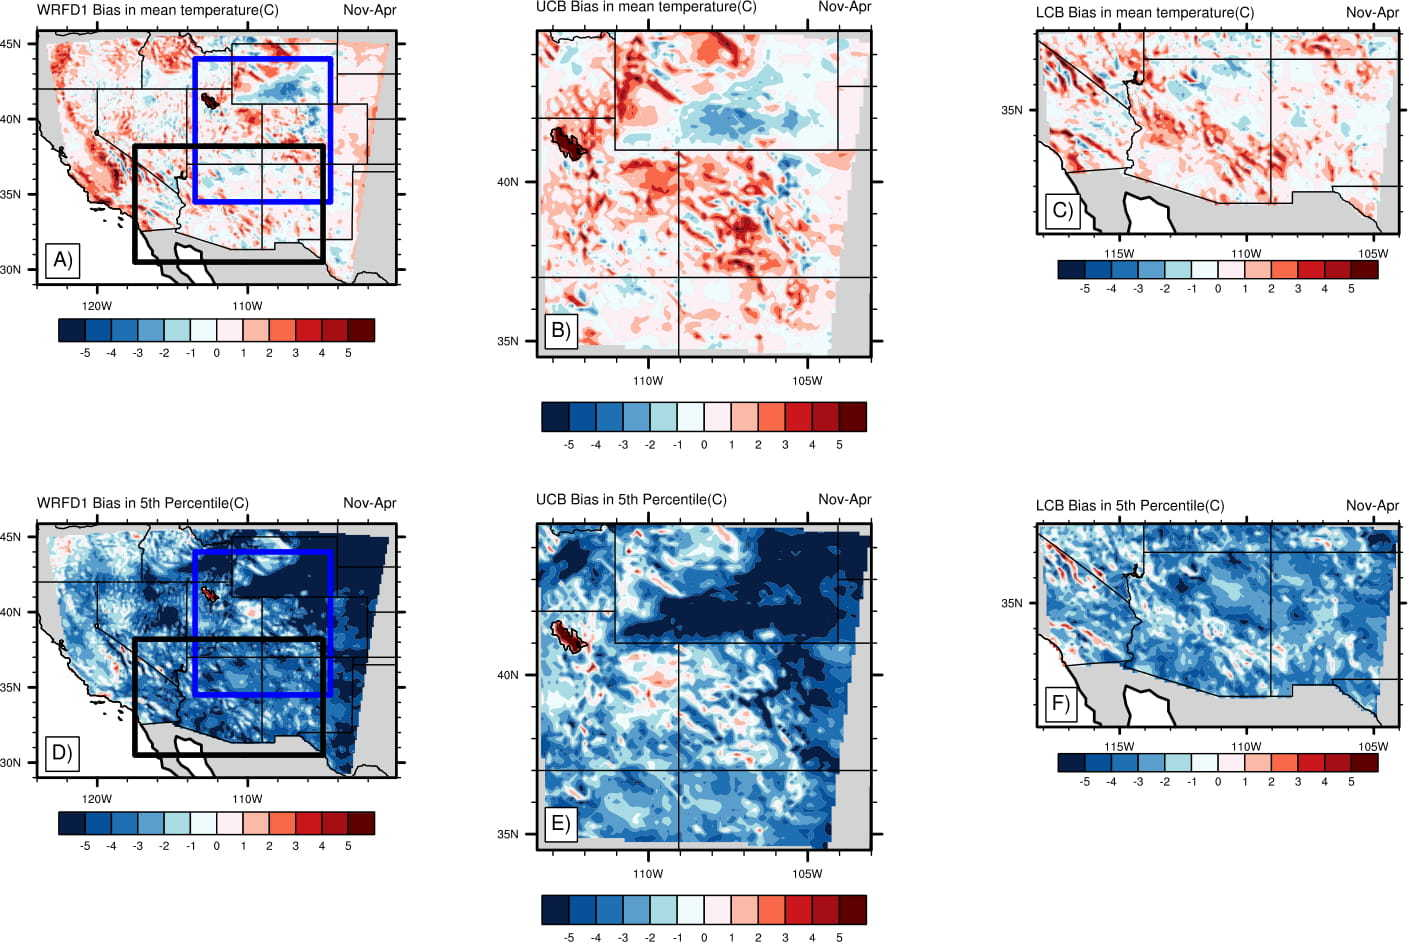 WRFD1 Bias in mean temperature(C) Nov-Apr
45N
40N
35N
30N
A)
120W 110W
-5 -4 -3 -2 -1 0 1 2 3 4 5
UCB Bias in mean temperature(C) Nov-Apr
40N
35N
B)
110W 105W
-5 -4 -3 -2 -1 0 1 2 3 4 5
LCB Bias in mean temperature(C) Nov-Apr
35N
C)
115W 110W 105W
-5 -4 -3 -2 -1 0 1 2 3 4 5
WRFD1 Bias in 5th Percentile(C) Nov-Apr
45N
40N
35N
30N
D)
120W 110W
-5 -4 -3 -2 -1 0 1 2 3 4 5
UCB Bias in 5th Percentile(C) Nov-Apr
40N
35N
E)
110W 105W
-5 -4 -3 -2 -1 0 1 2 3 4 5
LCB Bias in 5th Percentile(C) Nov-Apr
35N
F)
115W 110W 105W
-5 -4 -3 -2 -1 0 1 2 3 4 5